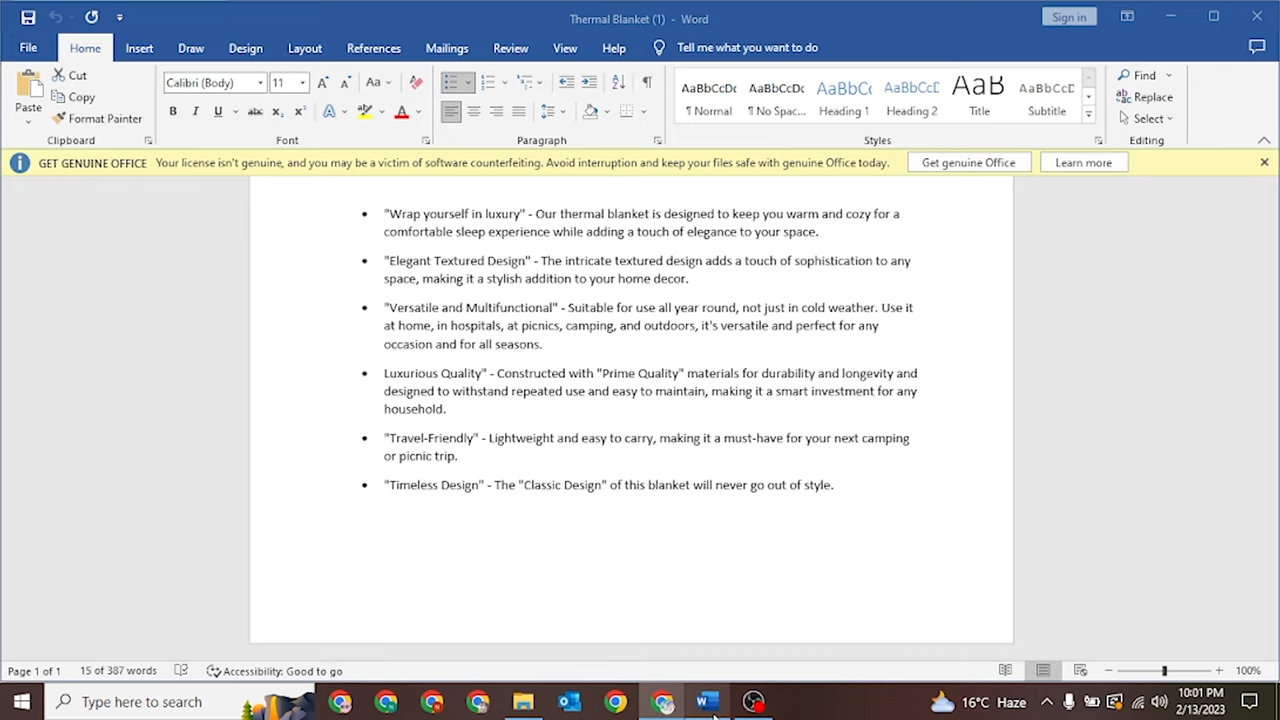 Thermal Blanket (1) - Word
Sign in
File Home Insert Draw Design Layout References Mailings Review View Help Tell me what you want to do
Paste
Cut
Copy
Format Painter
Clipboard
Calibri (Body) 11
Font
Paragraph
AaBbCcDc AaBbCcDc AaBbC AaBbCcD AaB AaBbCcD
¶ Normal ¶ No Spac... Heading 1 Heading 2 Title Subtitle
Styles
Find
Replace
Select
Editing
GET GENUINE OFFICE Your license isn't genuine, and you may be a victim of software counterfeiting. Avoid interruption and keep your files safe with genuine Office today. Get genuine Office Learn more
• "Wrap yourself in luxury" - Our thermal blanket is designed to keep you warm and cozy for a
comfortable sleep experience while adding a touch of elegance to your space.
• "Elegant Textured Design" - The intricate textured design adds a touch of sophistication to any
space, making it a stylish addition to your home decor.
• "Versatile and Multifunctional" - Suitable for use all year round, not just in cold weather. Use it
at home, in hospitals, at picnics, camping, and outdoors, it's versatile and perfect for any
occasion and for all seasons.
• Luxurious Quality" - Constructed with "Prime Quality" materials for durability and longevity and
designed to withstand repeated use and easy to maintain, making it a smart investment for any
household.
• "Travel-Friendly" - Lightweight and easy to carry, making it a must-have for your next camping
or picnic trip.
• "Timeless Design" - The "Classic Design" of this blanket will never go out of style.
Page 1 of 1 15 of 387 words Accessibility: Good to go 100%
Type here to search
16°C Haze
10:01 PM
2/13/2023